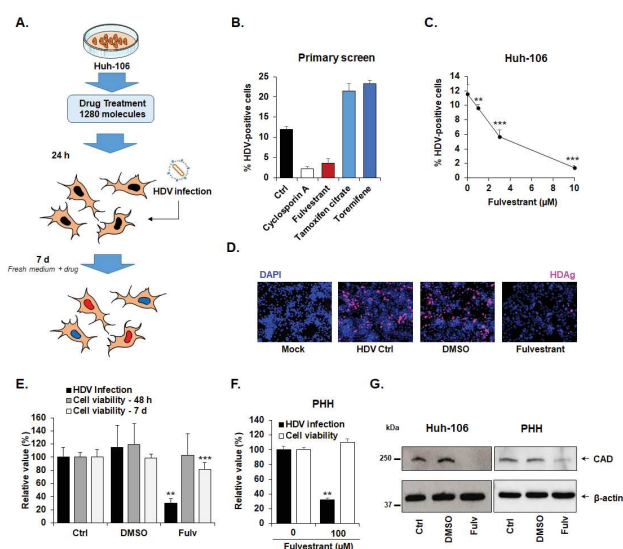 A.
Huh-106
Drug Treatment
1280 molecules
24 h
HDV infection
7 d
Fresh medium + drug
B.
Primary screen
% HDV-positive cells
25
20
15
10
5
0
Ctrl
Cyclosporin A
Fulvestrant
Tamoxifen citrate
Toremifene
C.
Huh-106
% HDV-positive cells
14
12
10
8
6
4
2
0
**
***
***
0 2 4 6 8 10
Fulvestrant (µM)
D.
DAPI HDAg
Mock HDV Ctrl DMSO Fulvestrant
E.
HDV Infection
Cell viability - 48 h
Cell viability - 7 d
Relative value (%)
160
140
120
100
80
60
40
20
0
** ***
Ctrl DMSO Fulv
F.
PHH
HDV infection
Cell viability
Relative value (%)
140
120
100
80
60
40
20
0
**
0 100
Fulvestrant (µM)
G.
Huh-106 PHH
kDa
250
CAD
37
β-actin
Ctrl DMSO Fulv Ctrl DMSO Fulv